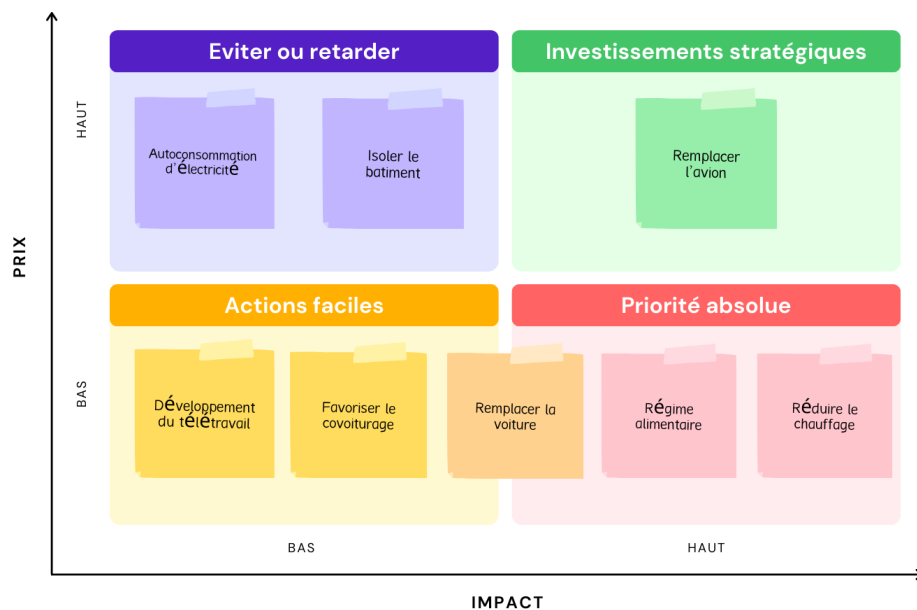 Eviter ou retarder
Investissements stratégiques
HAUT
Autoconsommation
d'électricité
Isoler le
batiment
Remplacer
l'avion
PRIX
Actions faciles
Priorité absolue
BAS
Développement
du télétravail
Favoriser le
covoiturage
Remplacer la
voiture
Régime
alimentaire
Réduire le
chauffage
BAS
HAUT
IMPACT